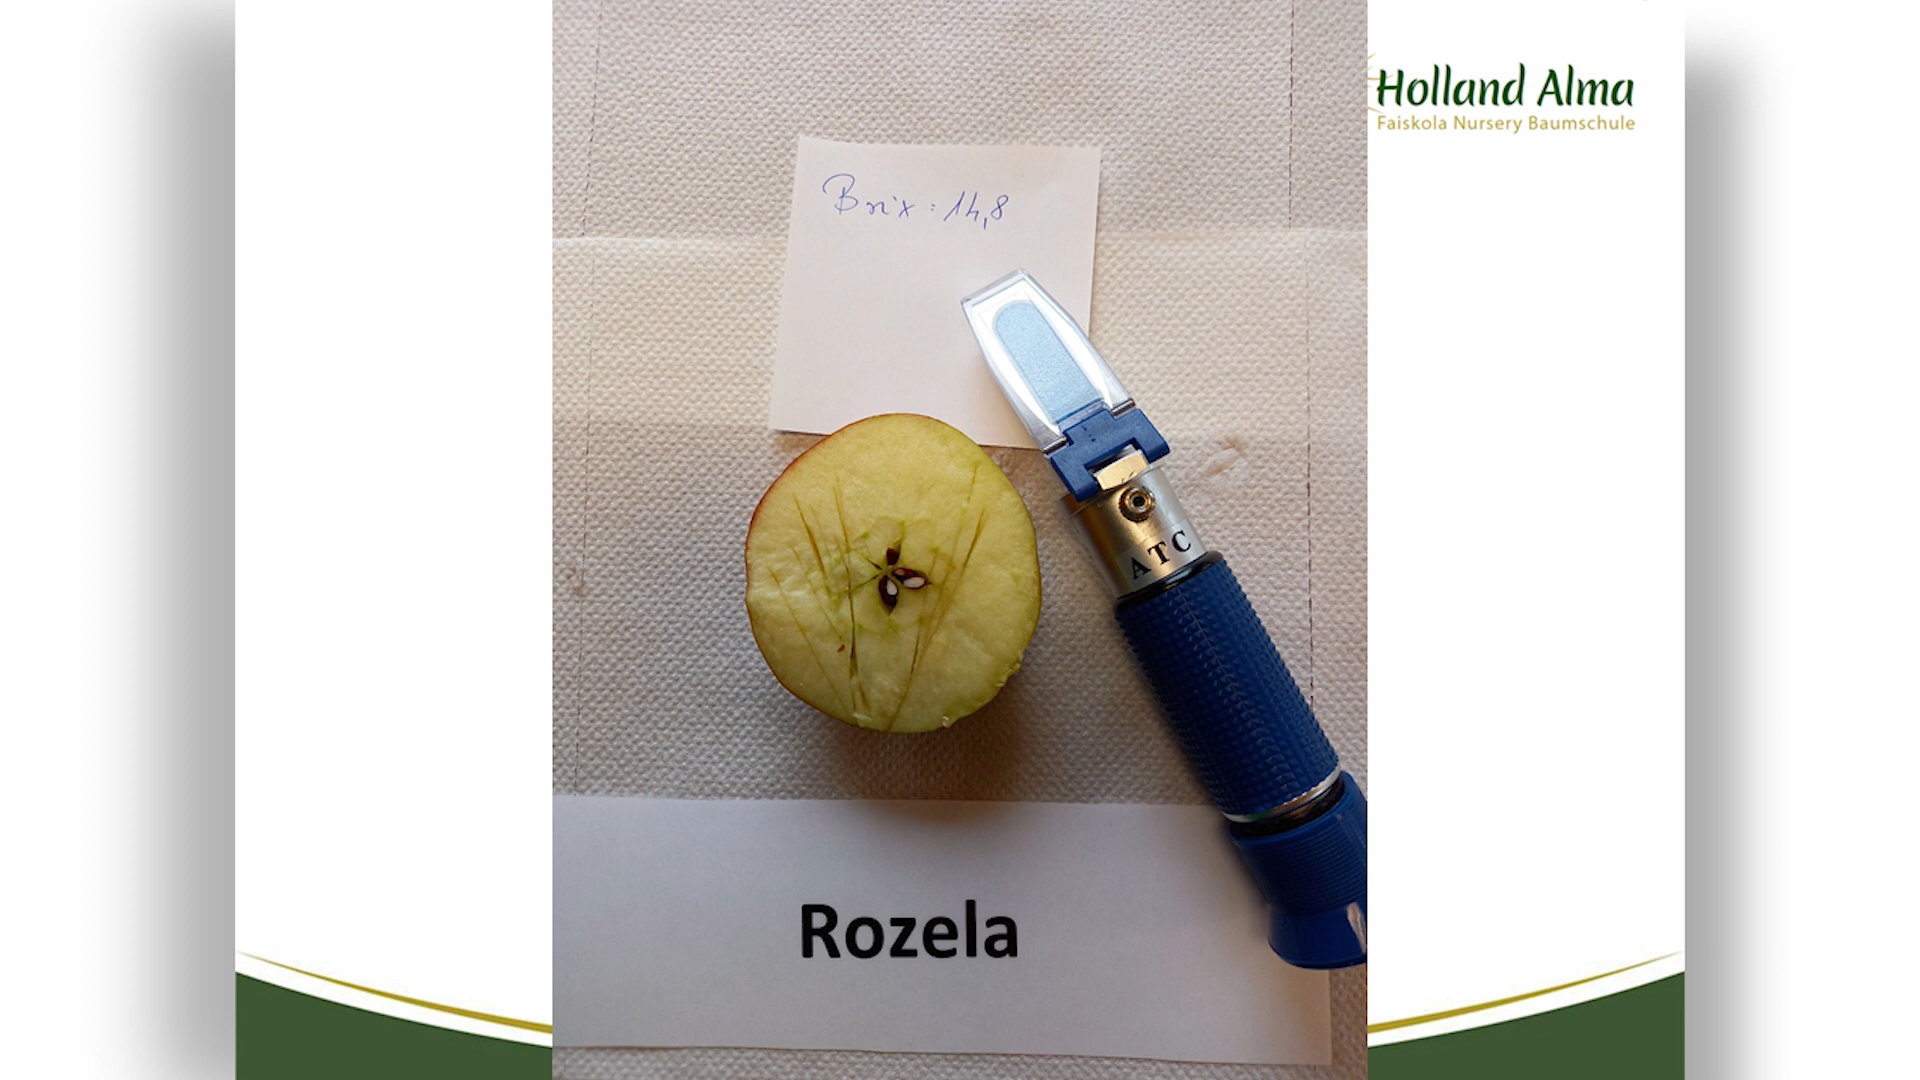 Holland Alma
Faiskola Nursery Baumschule
Brix: 14,8
ATC
Rozela